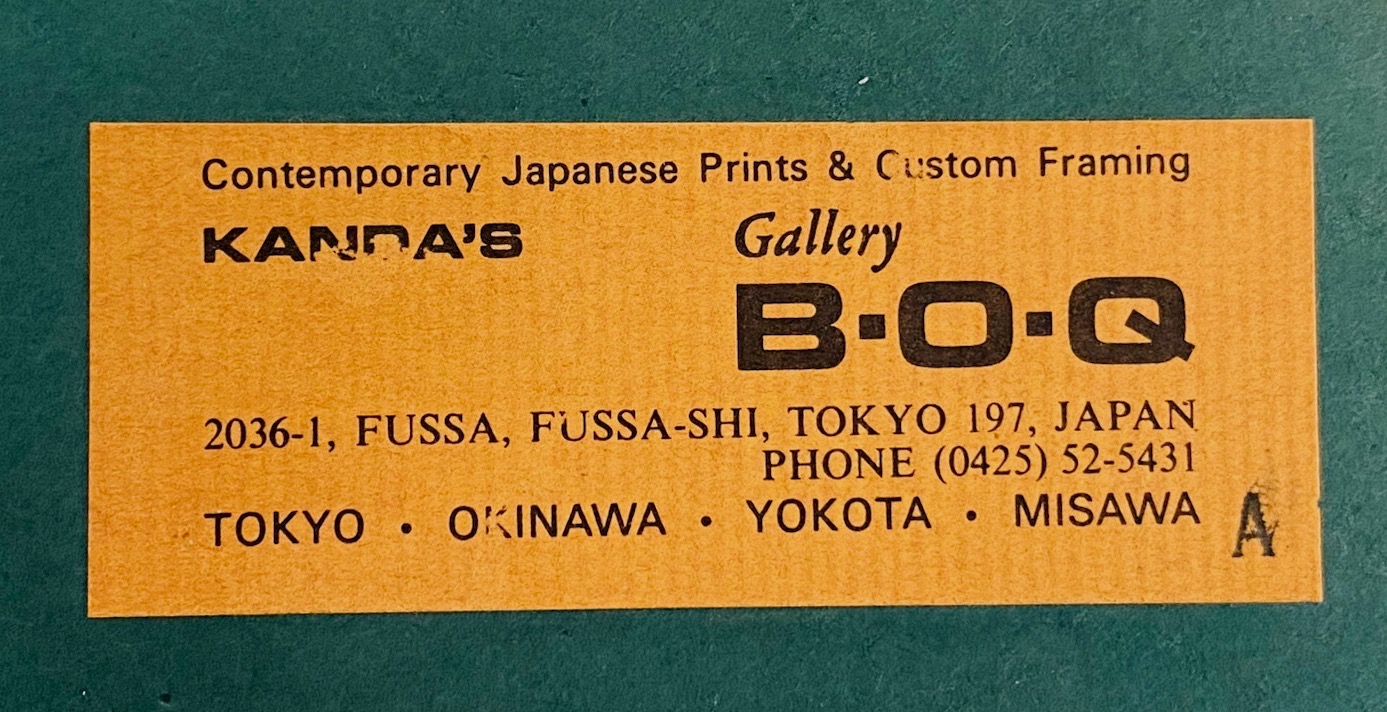 Contemporary Japanese Prints & Custom Framing
KANDA'S
Gallery
B·O·Q
2036-1, FUSSA, FUSSA-SHI, TOKYO 197, JAPAN
PHONE (0425) 52-5431
TOKYO • OKINAWA • YOKOTA • MISAWA
A